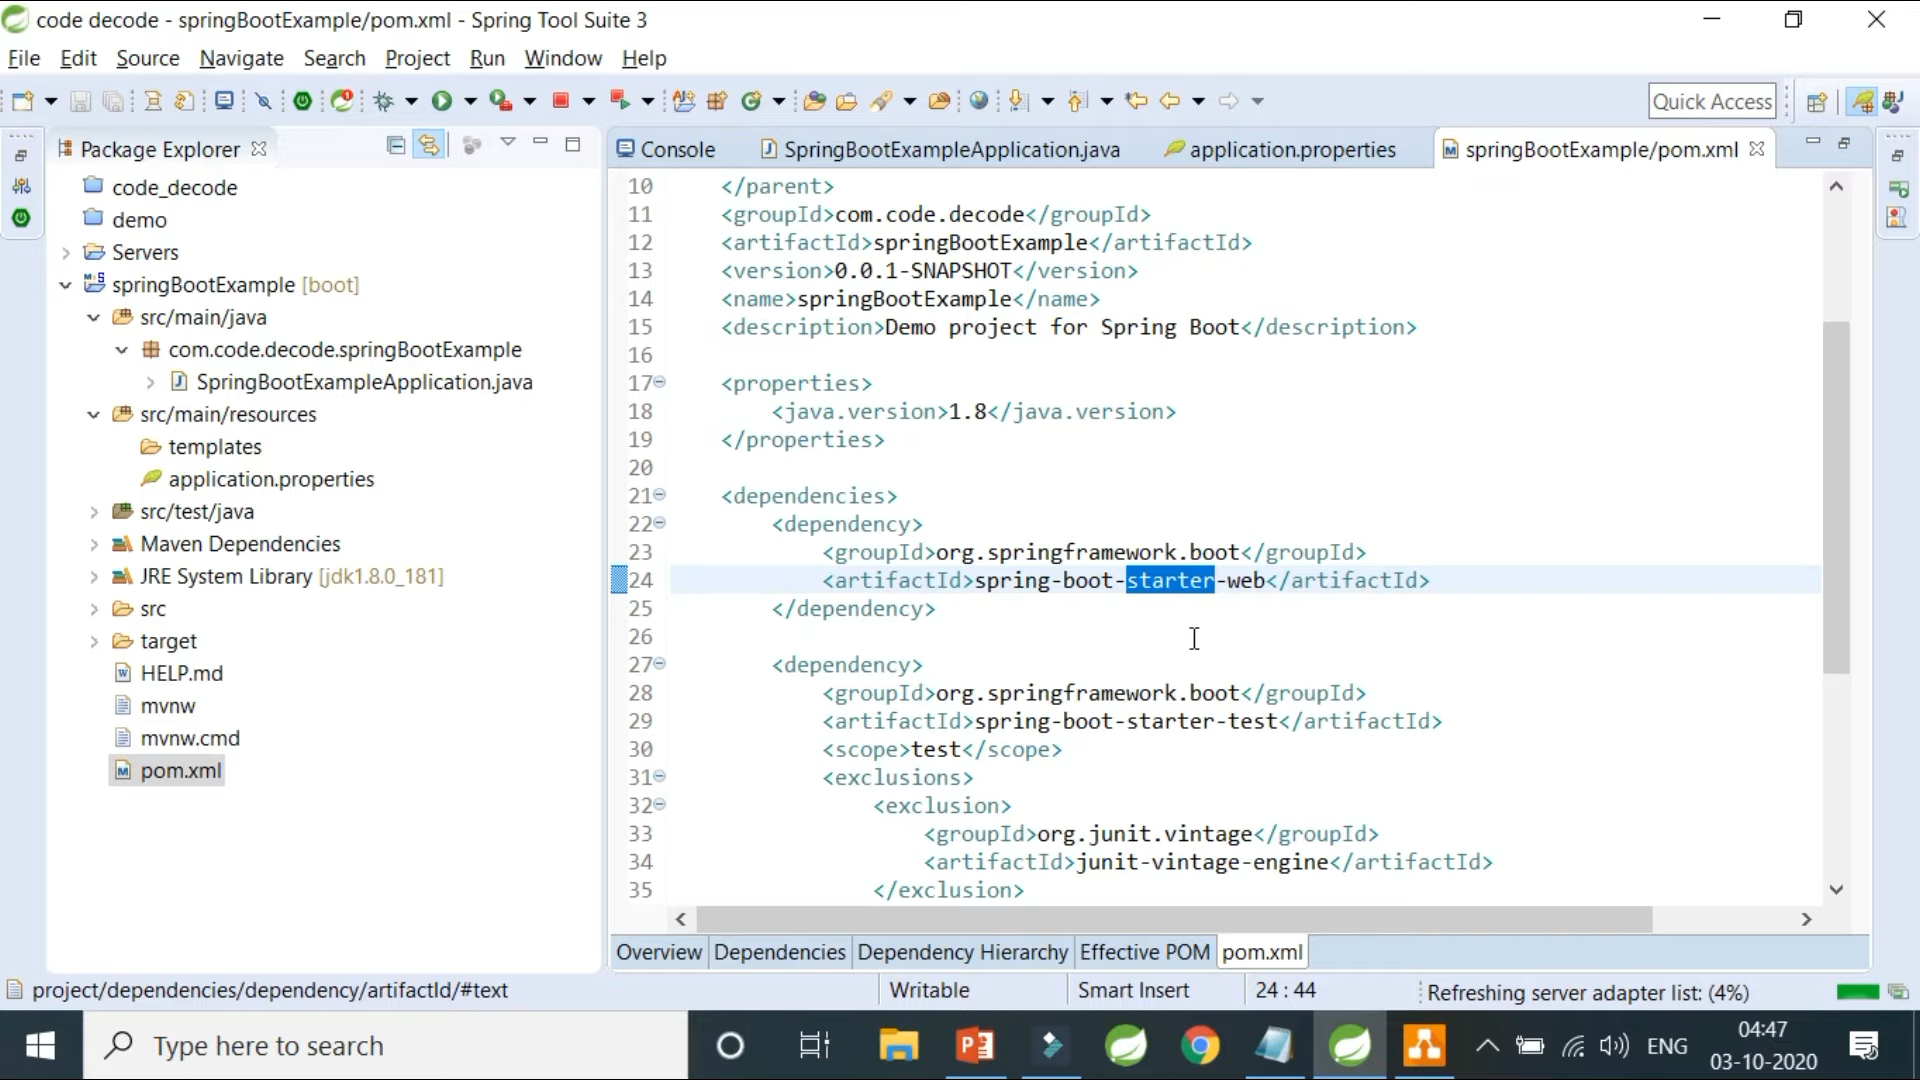 code decode - springBootExample/pom.xml - Spring Tool Suite 3
File Edit Source Navigate Search Project Run Window Help
Quick Access
Package Explorer
Console
SpringBootExampleApplication.java
application.properties
springBootExample/pom.xml
code_decode
demo
Servers
springBootExample [boot]
src/main/java
com.code.decode.springBootExample
SpringBootExampleApplication.java
src/main/resources
templates
application.properties
src/test/java
Maven Dependencies
JRE System Library [jdk1.8.0_181]
src
target
HELP.md
mvnw
mvnw.cmd
pom.xml
10 </parent>
11 <groupId>com.code.decode</groupId>
12 <artifactId>springBootExample</artifactId>
13 <version>0.0.1-SNAPSHOT</version>
14 <name>springBootExample</name>
15 <description>Demo project for Spring Boot</description>
16
17 <properties>
18 <java.version>1.8</java.version>
19 </properties>
20
21 <dependencies>
22 <dependency>
23 <groupId>org.springframework.boot</groupId>
24 <artifactId>spring-boot-starter-web</artifactId>
25 </dependency>
26
27 <dependency>
28 <groupId>org.springframework.boot</groupId>
29 <artifactId>spring-boot-starter-test</artifactId>
30 <scope>test</scope>
31 <exclusions>
32 <exclusion>
33 <groupId>org.junit.vintage</groupId>
34 <artifactId>junit-vintage-engine</artifactId>
35 </exclusion>
Overview Dependencies Dependency Hierarchy Effective POM pom.xml
project/dependencies/dependency/artifactId/#text
Writable
Smart Insert
24 : 44
Refreshing server adapter list: (4%)
Type here to search
ENG
04:47
03-10-2020